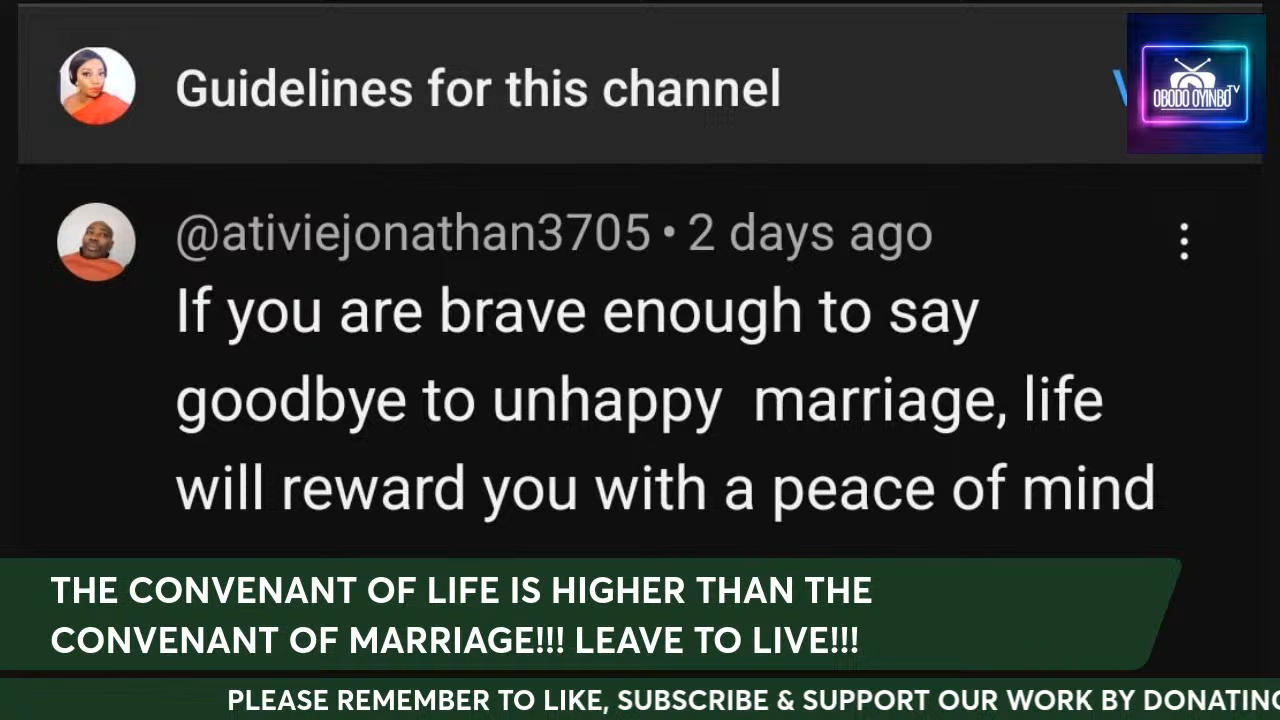 Guidelines for this channel
OBODO OYINBO TV
@ativiejonathan3705 • 2 days ago
If you are brave enough to say
goodbye to unhappy marriage, life
will reward you with a peace of mind
THE CONVENANT OF LIFE IS HIGHER THAN THE
CONVENANT OF MARRIAGE!!! LEAVE TO LIVE!!!
PLEASE REMEMBER TO LIKE, SUBSCRIBE & SUPPORT OUR WORK BY DONATING